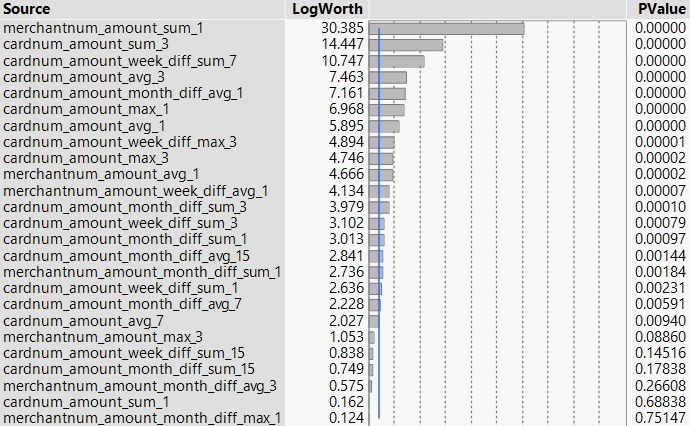 Source LogWorth PValue
merchantnum_amount_sum_1 30.385 0.00000
cardnum_amount_sum_3 14.447 0.00000
cardnum_amount_week_diff_sum_7 10.747 0.00000
cardnum_amount_avg_3 7.463 0.00000
cardnum_amount_month_diff_avg_1 7.161 0.00000
cardnum_amount_max_1 6.968 0.00000
cardnum_amount_avg_1 5.895 0.00000
cardnum_amount_week_diff_max_3 4.894 0.00001
cardnum_amount_max_3 4.746 0.00002
merchantnum_amount_avg_1 4.666 0.00002
merchantnum_amount_week_diff_avg_1 4.134 0.00007
cardnum_amount_month_diff_sum_3 3.979 0.00010
cardnum_amount_week_diff_sum_3 3.102 0.00079
cardnum_amount_month_diff_sum_1 3.013 0.00097
cardnum_amount_month_diff_avg_15 2.841 0.00144
merchantnum_amount_month_diff_sum_1 2.736 0.00184
cardnum_amount_week_diff_sum_1 2.636 0.00231
cardnum_amount_month_diff_avg_7 2.228 0.00591
cardnum_amount_avg_7 2.027 0.00940
merchantnum_amount_max_3 1.053 0.08860
cardnum_amount_week_diff_sum_15 0.838 0.14516
cardnum_amount_month_diff_sum_15 0.749 0.17838
merchantnum_amount_month_diff_avg_3 0.575 0.26608
cardnum_amount_sum_1 0.162 0.68838
merchantnum_amount_month_diff_max_1 0.124 0.75147